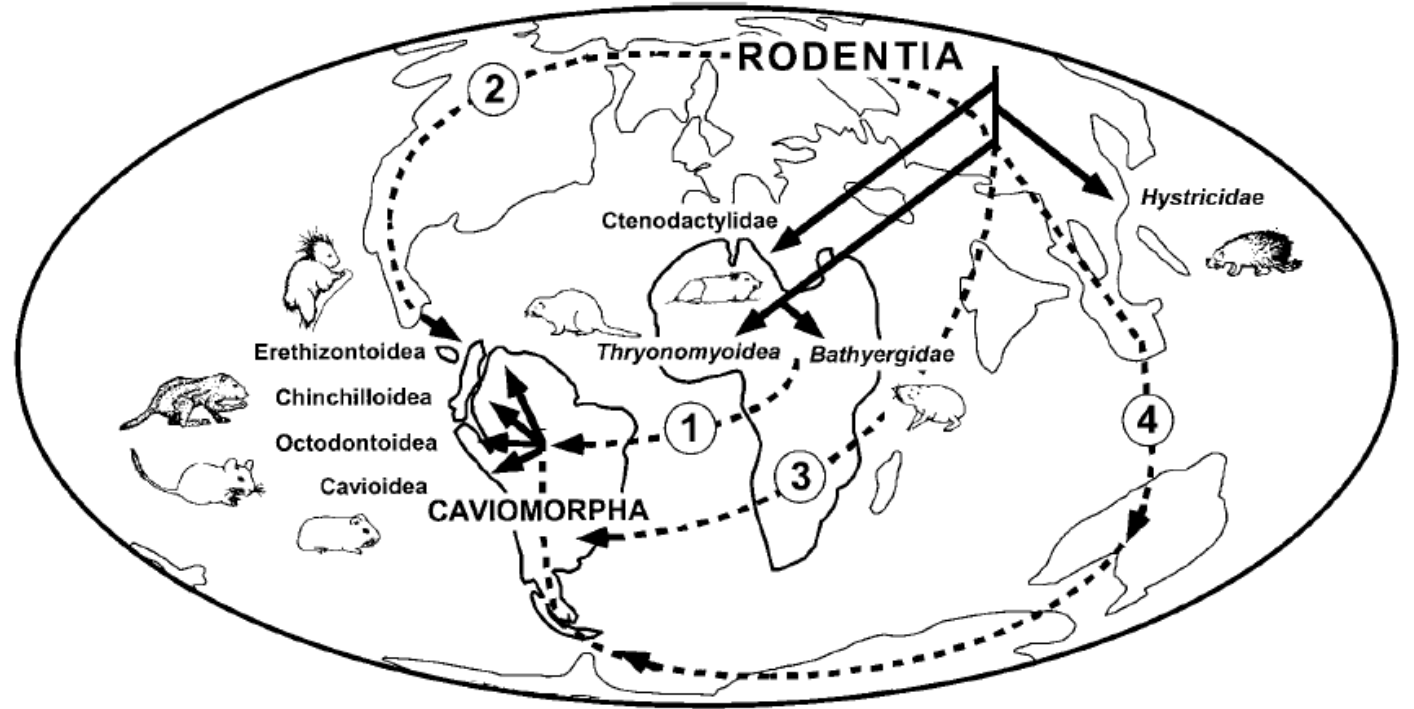 RODENTIA
2
Hystricidae
Ctenodactylidae
Erethizontoidea
Thryonomyoidea
Bathyergidae
Chinchilloidea
1
4
Octodontoidea
3
Cavioidea
CAVIOMORPHA